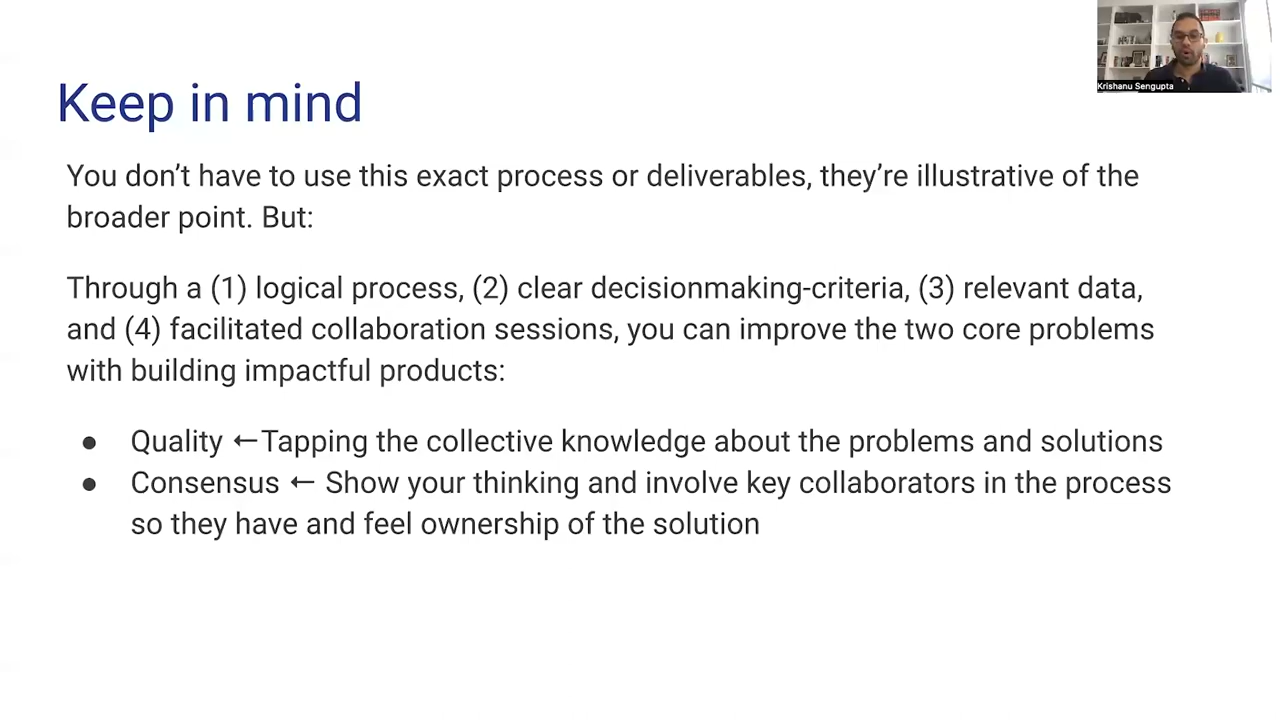 Krishanu Sengupta
Keep in mind
You don’t have to use this exact process or deliverables, they’re illustrative of the
broader point. But:
Through a (1) logical process, (2) clear decisionmaking-criteria, (3) relevant data,
and (4) facilitated collaboration sessions, you can improve the two core problems
with building impactful products:
● Quality ←Tapping the collective knowledge about the problems and solutions
● Consensus ← Show your thinking and involve key collaborators in the process
so they have and feel ownership of the solution